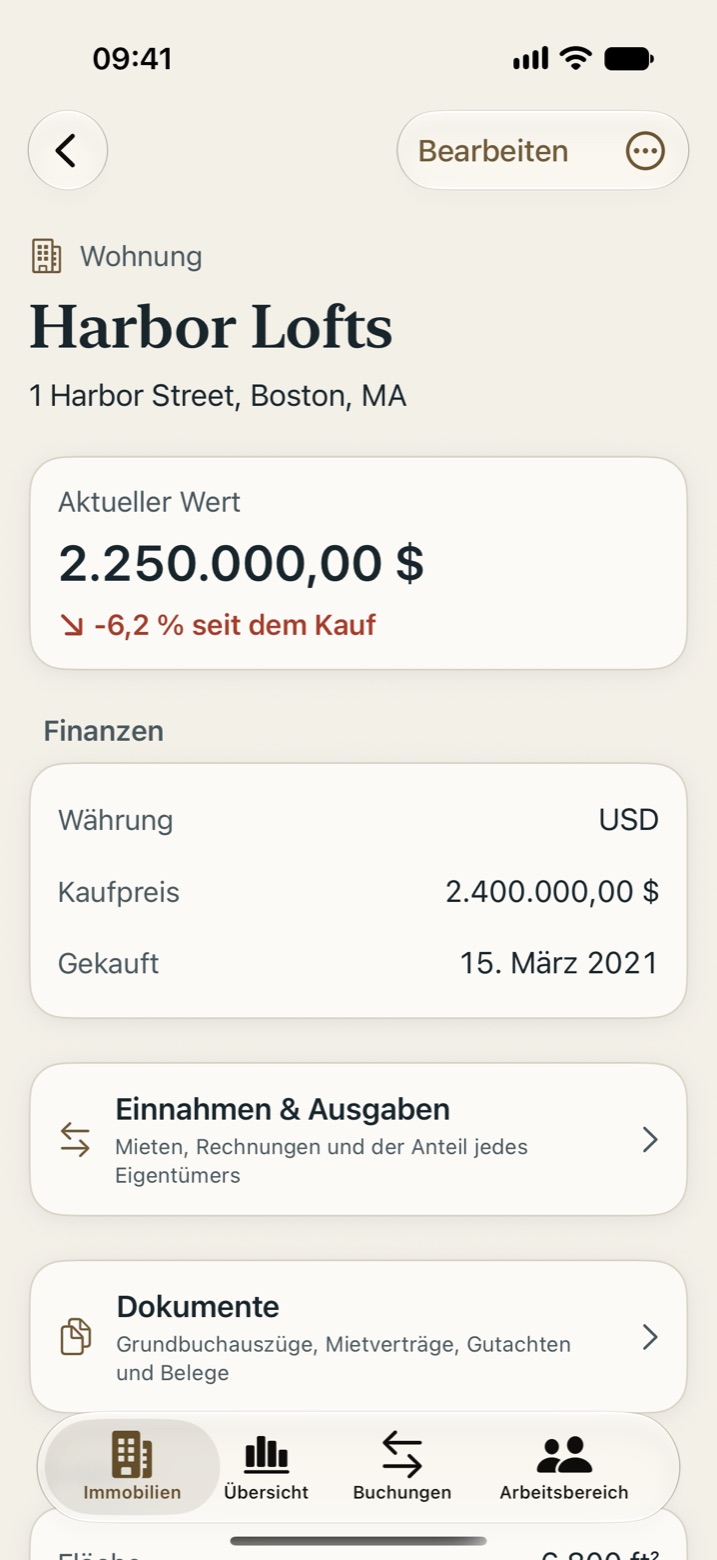 09:41
Bearbeiten
Wohnung
Harbor Lofts
1 Harbor Street, Boston, MA
Aktueller Wert
2.250.000,00 $
-6,2 % seit dem Kauf
Finanzen
Währung USD
Kaufpreis 2.400.000,00 $
Gekauft 15. März 2021
Einnahmen & Ausgaben
Mieten, Rechnungen und der Anteil jedes
Eigentümers
Dokumente
Grundbuchauszüge, Mietverträge, Gutachten
und Belege
Immobilien Übersicht Buchungen Arbeitsbereich